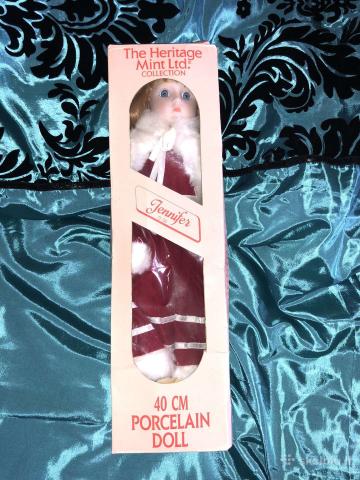 The Heritage
Mint Ltd.
COLLECTION
Jennifer
40 CM
PORCELAIN
DOLL